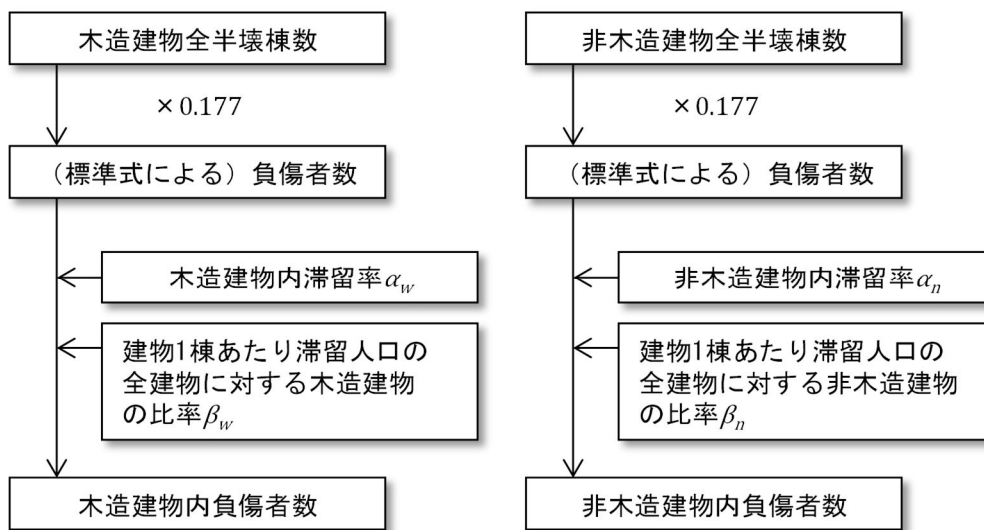 木造建物全半壊棟数
×0.177
(標準式による)負傷者数
木造建物内滞留率α_w
建物1棟あたり滞留人口の
全建物に対する木造建物
の比率β_w
木造建物内負傷者数
非木造建物全半壊棟数
×0.177
(標準式による)負傷者数
非木造建物内滞留率α_n
建物1棟あたり滞留人口の
全建物に対する非木造建物
の比率β_n
非木造建物内負傷者数